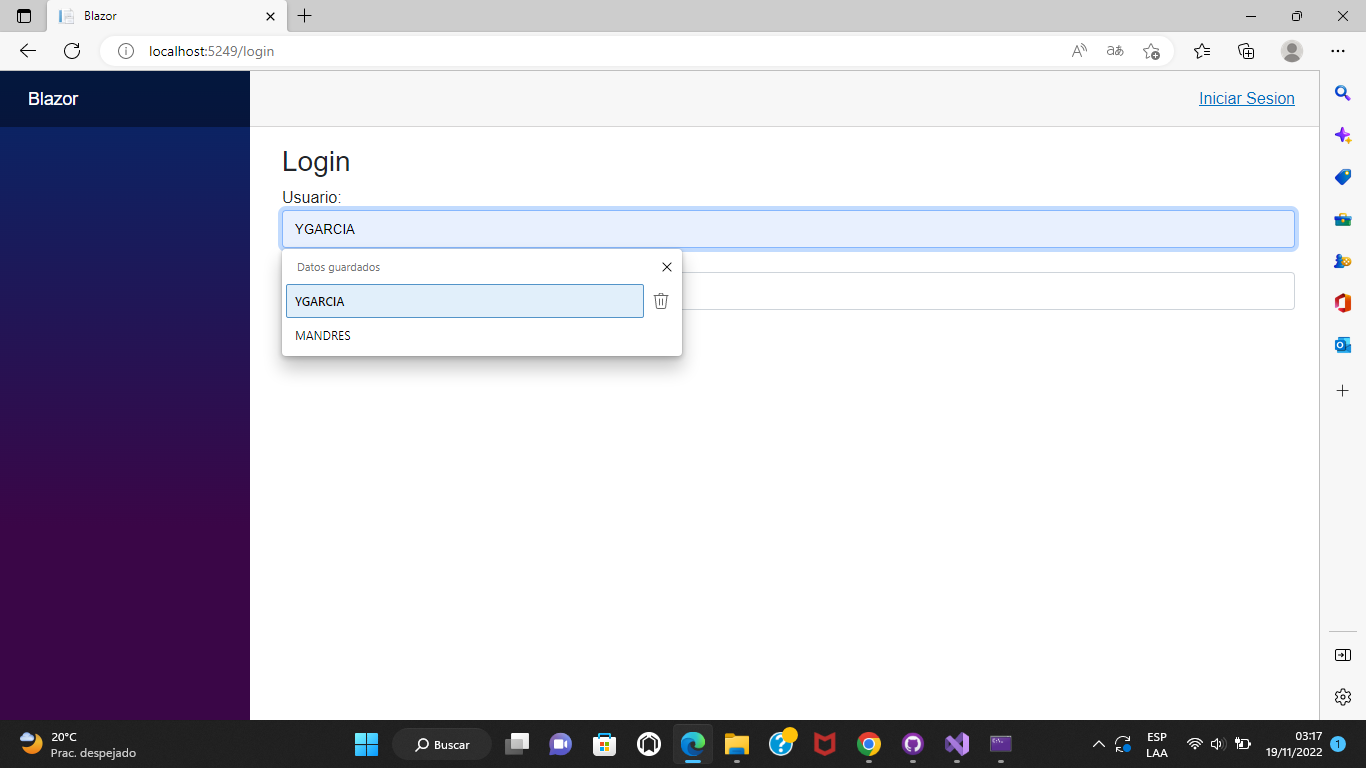 Blazor
localhost:5249/login
Blazor
Iniciar Sesion
Login
Usuario:
YGARCIA
Datos guardados
YGARCIA
MANDRES
20°C
Prac. despejado
Buscar
ESP
LAA
03:17
19/11/2022
1